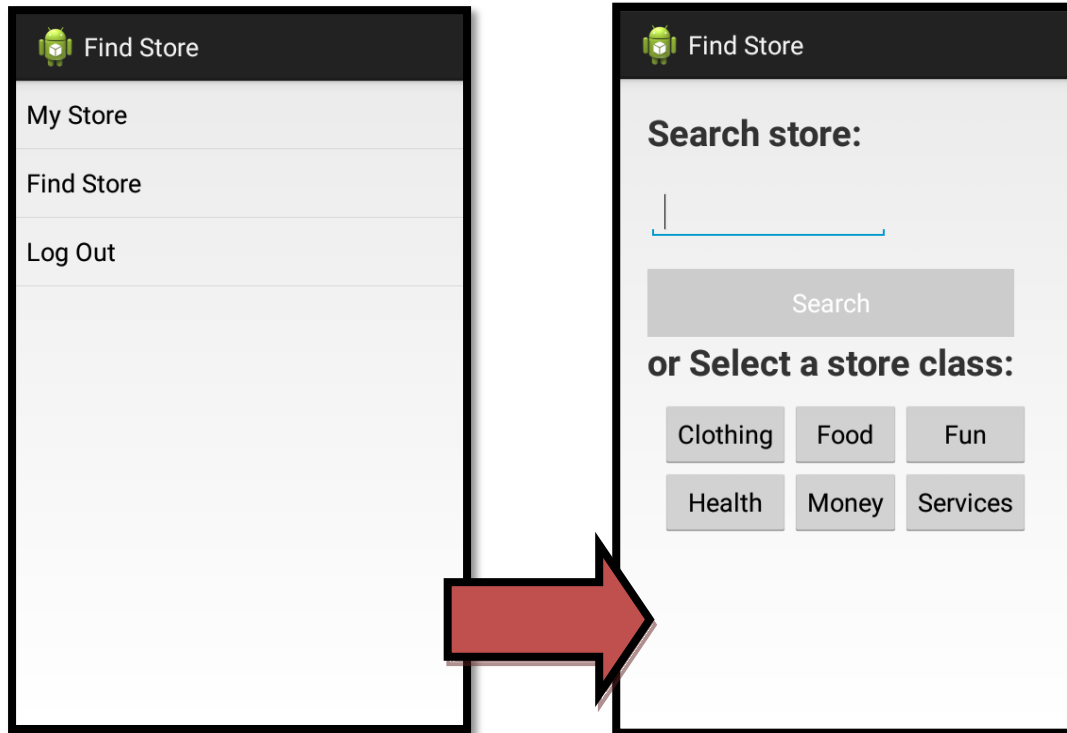 Find Store
My Store
Find Store
Log Out
Find Store
Search store:
Search
or Select a store class:
Clothing Food Fun
Health Money Services